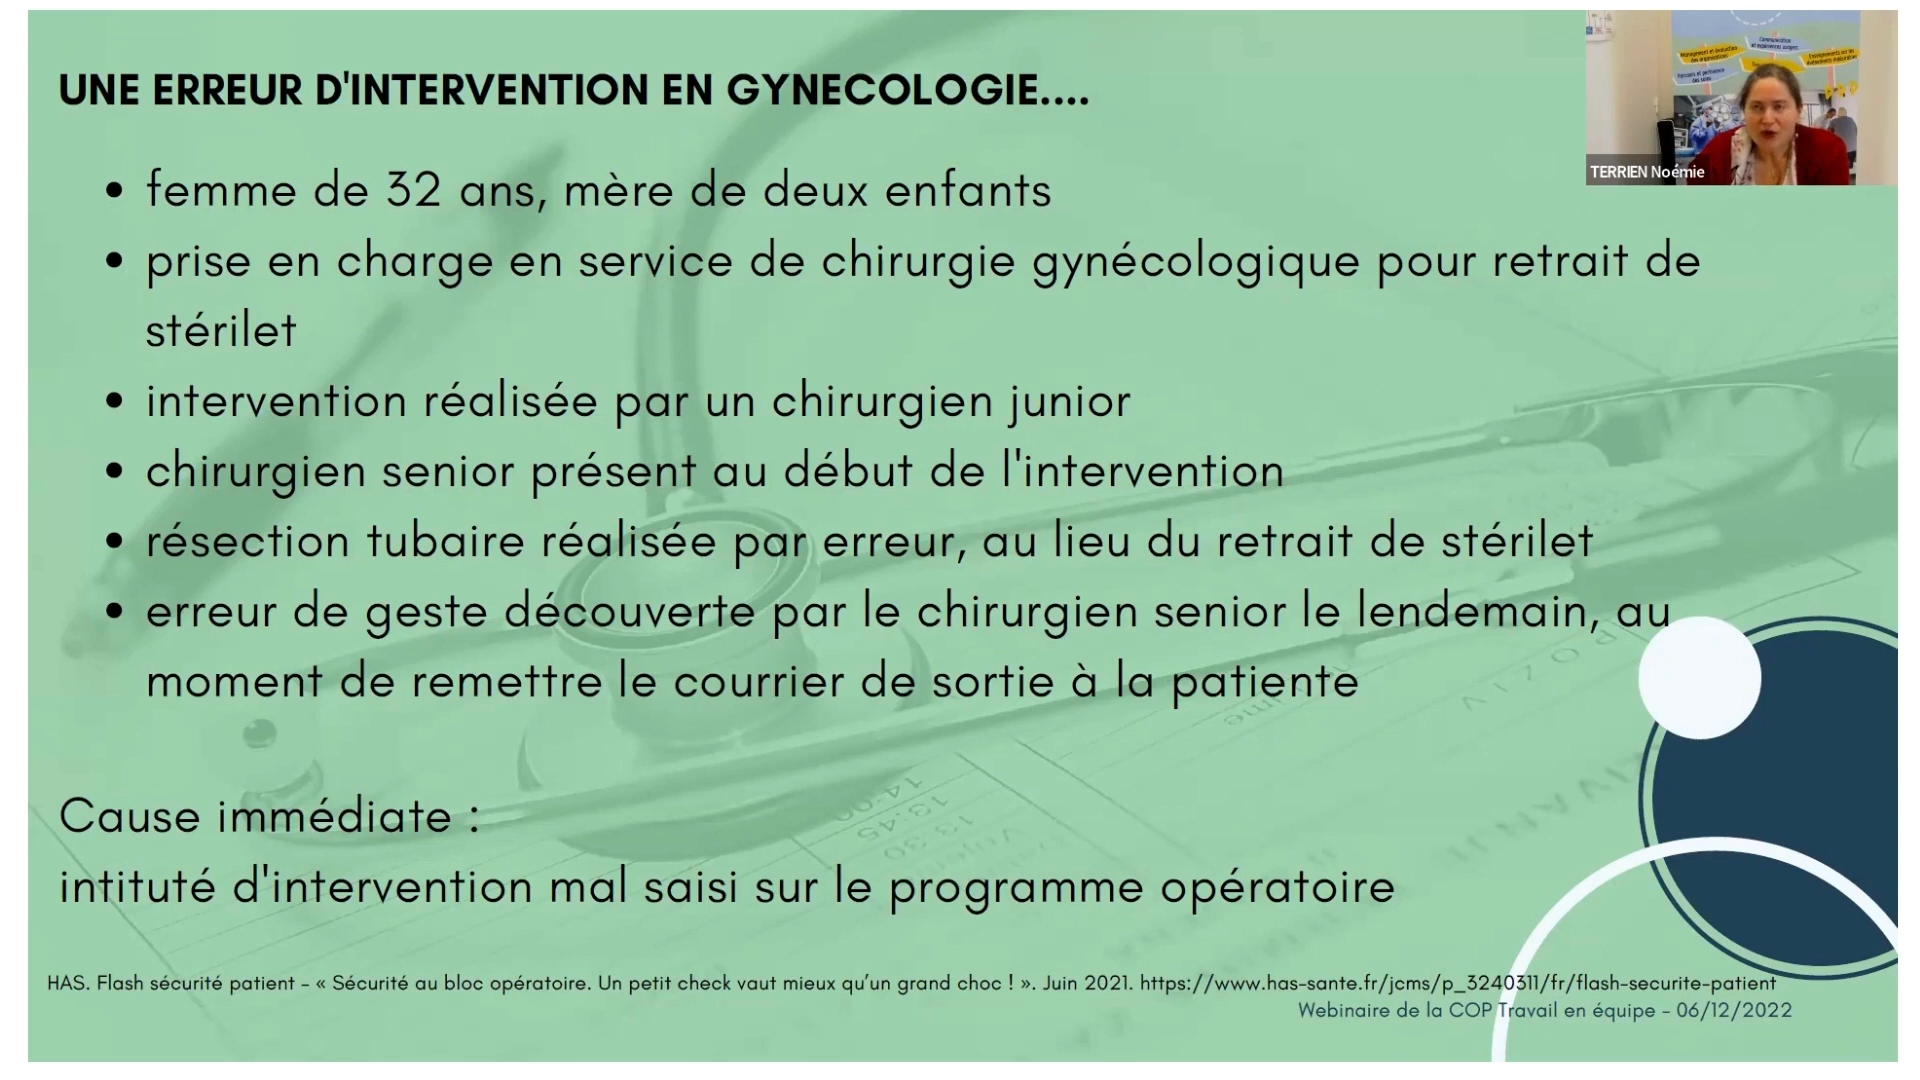 UNE ERREUR D'INTERVENTION EN GYNECOLOGIE....
TERRIEN Noémie
• femme de 32 ans, mère de deux enfants
• prise en charge en service de chirurgie gynécologique pour retrait de
stérilet
• intervention réalisée par un chirurgien junior
• chirurgien senior présent au début de l'intervention
• résection tubaire réalisée par erreur, au lieu du retrait de stérilet
• erreur de geste découverte par le chirurgien senior le lendemain, au
moment de remettre le courrier de sortie à la patiente
Cause immédiate :
intituté d'intervention mal saisi sur le programme opératoire
HAS. Flash sécurité patient - « Sécurité au bloc opératoire. Un petit check vaut mieux qu'un grand choc ! ». Juin 2021. https://www.has-sante.fr/jcms/p_3240311/fr/flash-securite-patient
Webinaire de la COP Travail en équipe - 06/12/2022